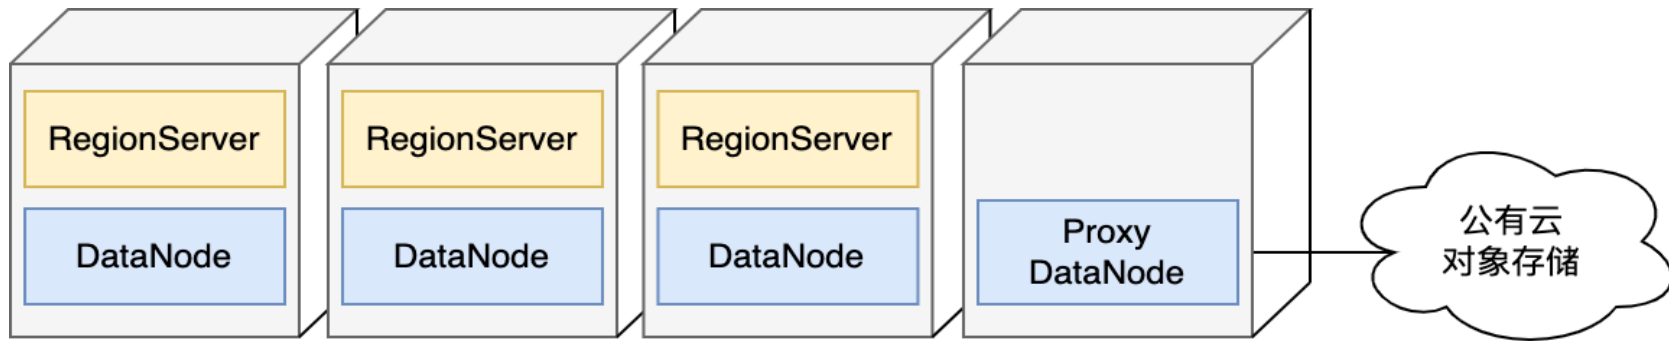 RegionServer
RegionServer
RegionServer
DataNode
DataNode
DataNode
Proxy
DataNode
公有云
对象存储